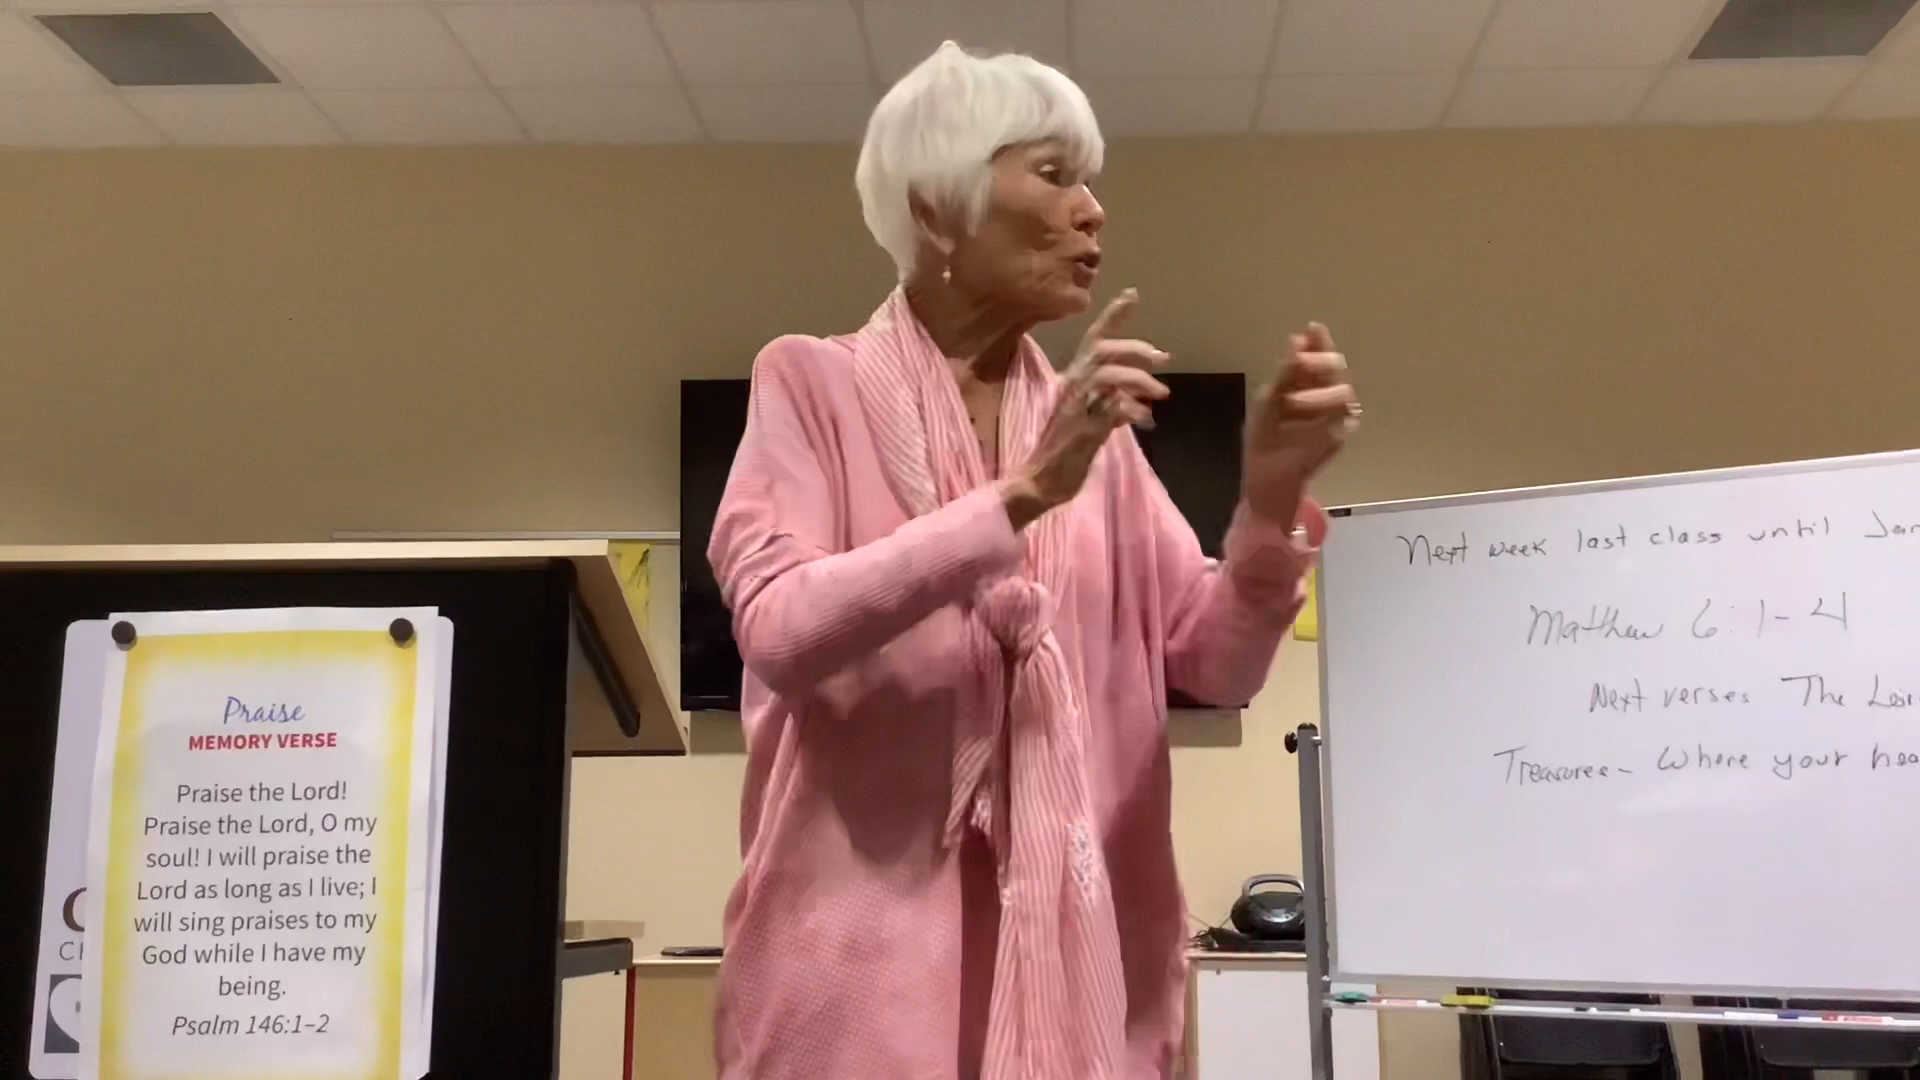 Praise
MEMORY VERSE
Praise the Lord!
Praise the Lord, O my
soul! I will praise the
Lord as long as I live; I
will sing praises to my
God while I have my
being.
Psalm 146:1–2
Next week last class until Jan
Matthew 6:1-4
Next verses The
Treasures - Where your